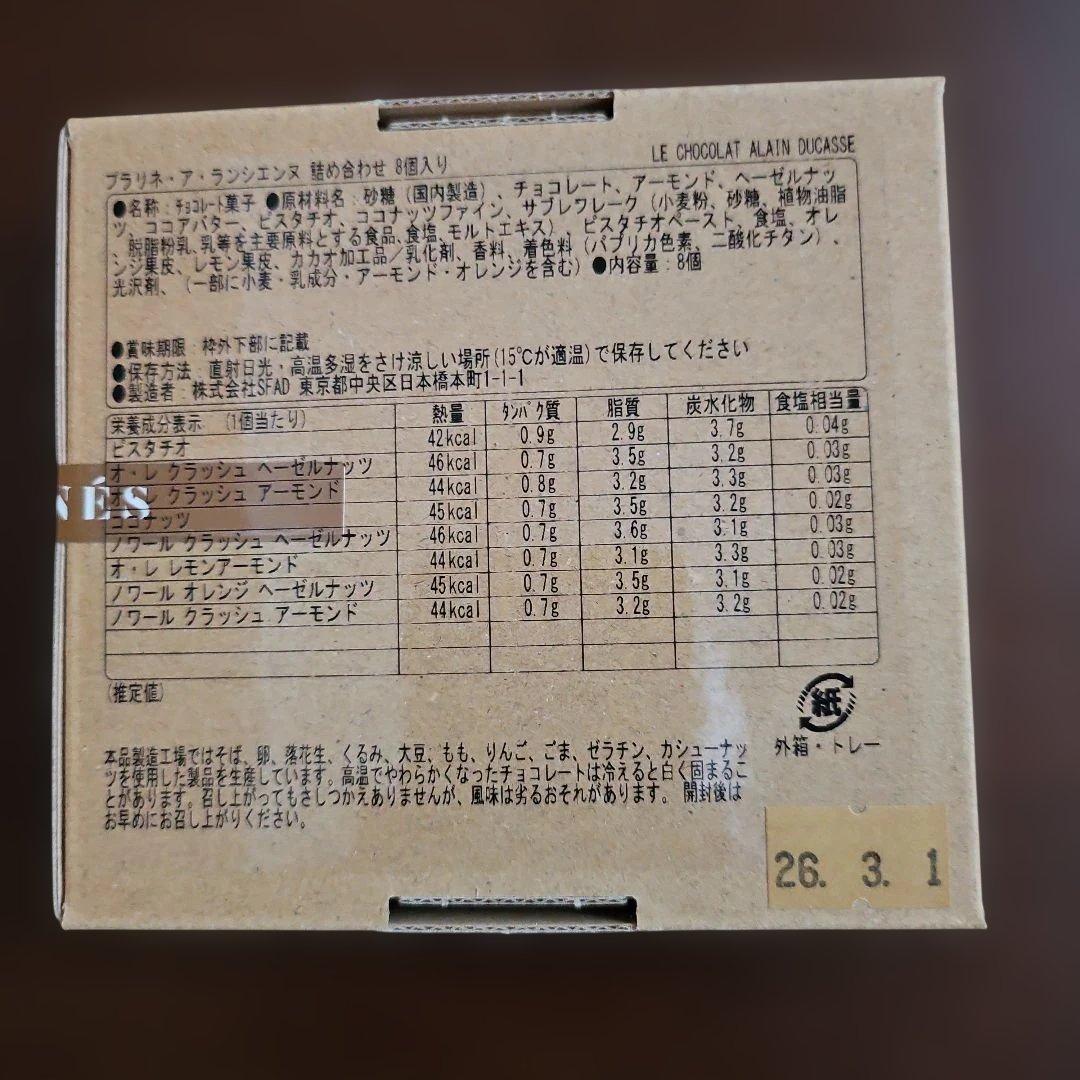 LE CHOCOLAT ALAIN DUCASSE
プラリネ・ア・ランシエンヌ 詰め合わせ 8個入り
●名称：チョコレート菓子 ●原材料名：砂糖（国内製造）、チョコレート、アーモンド、ヘーゼルナッ
ツ、ココアバター、ピスタチオ、ココナッツファイン、サブレワレーク（小麦粉、砂糖、植物油脂
、脱脂粉乳、乳等を主要原料とする食品、食塩、モルトエキス）、ピスタチオペースト、食塩、オレ
ンジ果皮、レモン果皮、カカオ加工品／乳化剤、香料、着色料（パプリカ色素、二酸化チタン）、
光沢剤、（一部に小麦・乳成分・アーモンド・オレンジを含む）●内容量：8個
●賞味期限：枠外下部に記載
●保存方法：直射日光・高温多湿をさけ涼しい場所(15℃が適温)で保存してください
●製造者：株式会社SFAD 東京都中央区日本橋本町1-1-1
栄養成分表示 （1個当たり） 熱量 タンパク質 脂質 炭水化物 食塩相当量
ピスタチオ 42kcal 0.9g 2.9g 3.7g 0.04g
オ・レ クラッシュ ヘーゼルナッツ 46kcal 0.7g 3.5g 3.2g 0.03g
オ・レ クラッシュ アーモンド 44kcal 0.8g 3.2g 3.3g 0.03g
ココナッツ 45kcal 0.7g 3.5g 3.2g 0.02g
ノワール クラッシュ ヘーゼルナッツ 46kcal 0.7g 3.6g 3.1g 0.03g
オ・レ レモンアーモンド 44kcal 0.7g 3.1g 3.3g 0.03g
ノワール オレンジ ヘーゼルナッツ 45kcal 0.7g 3.5g 3.1g 0.02g
ノワール クラッシュ アーモンド 44kcal 0.7g 3.2g 3.2g 0.02g
NÉS
(推定値)
紙
外箱・トレー
本品製造工場ではそば、卵、落花生、くるみ、大豆、もも、りんご、ごま、ゼラチン、カシューナッ
ツを使用した製品を生産しています。高温でやわらかくなったチョコレートは冷えると白く固まるこ
とがあります。召し上がってもさしつかえありませんが、風味は劣るおそれがあります。 開封後は
お早めにお召し上がりください。
26. 3. 1